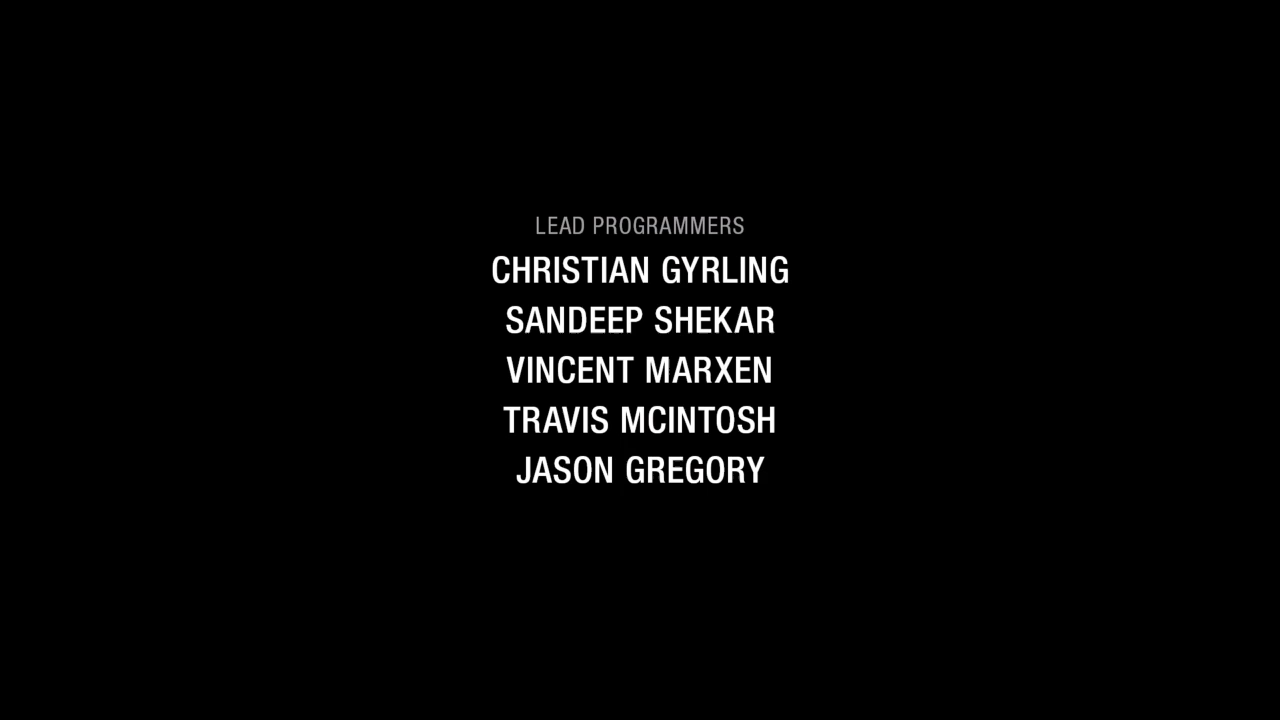 LEAD PROGRAMMERS
CHRISTIAN GYRLING
SANDEEP SHEKAR
VINCENT MARXEN
TRAVIS MCINTOSH
JASON GREGORY